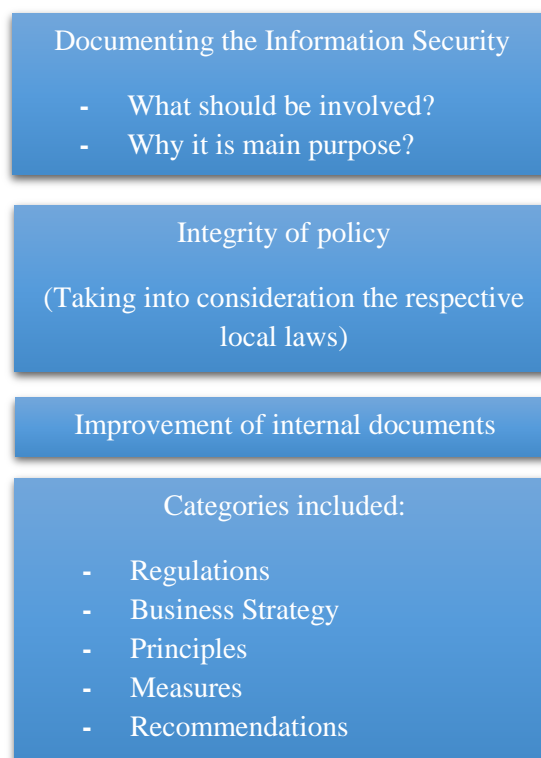 Documenting the Information Security
- What should be involved?
- Why it is main purpose?
Integrity of policy
(Taking into consideration the respective
local laws)
Improvement of internal documents
Categories included:
- Regulations
- Business Strategy
- Principles
- Measures
- Recommendations